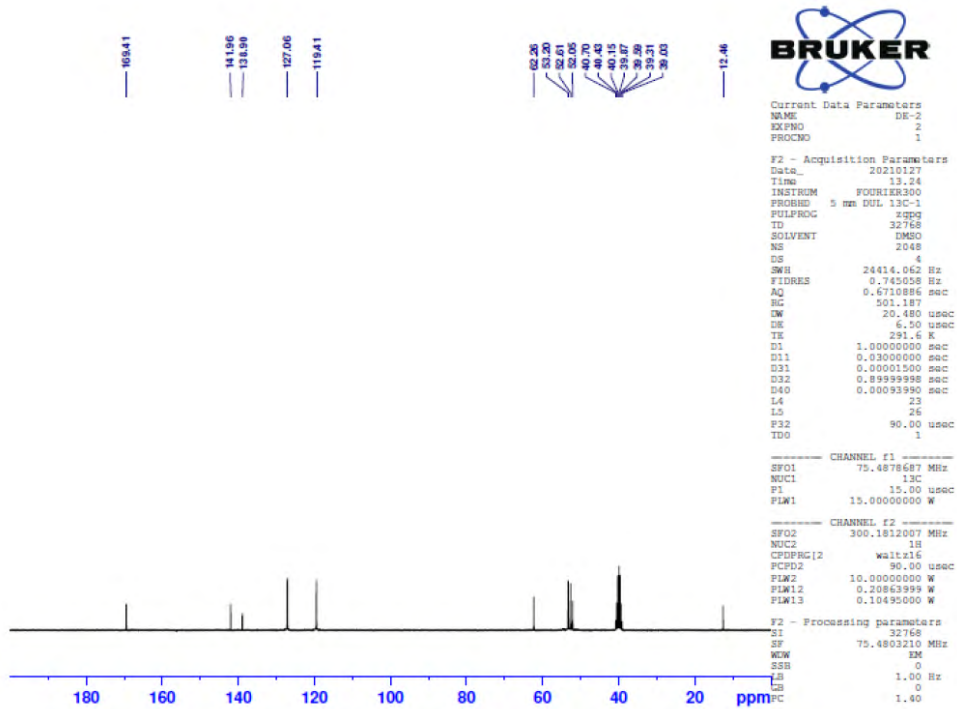 169.41
141.96
138.90
127.06
119.41
62.26
53.20
52.61
52.05
40.70
40.43
40.15
39.87
39.59
39.31
39.03
12.46
BRUKER
Current Data Parameters
NAME DE-2
EXPNO 2
PROCNO 1
F2 - Acquisition Parameters
Date_ 20210127
Time 13.24
INSTRUM FOURIER300
PROBHD 5 mm DUL 13C-1
PULPROG zgpg
TD 32768
SOLVENT DMSO
NS 2048
DS 4
SWH 24414.062 Hz
FIDRES 0.745058 Hz
AQ 0.6710886 sec
RG 501.187
DW 20.480 usec
DE 6.50 usec
TE 291.6 K
D1 1.00000000 sec
D11 0.03000000 sec
D31 0.00001500 sec
D32 0.89999998 sec
D40 0.00093990 sec
L4 23
L5 26
P32 90.00 usec
TD0 1
======== CHANNEL f1 ========
SFO1 75.4878687 MHz
NUC1 13C
P1 15.00 usec
PLW1 15.00000000 W
======== CHANNEL f2 ========
SFO2 300.1812007 MHz
NUC2 1H
CPDPRG[2 waltz16
PCPD2 90.00 usec
PLW2 10.00000000 W
PLW12 0.20863999 W
PLW13 0.10495000 W
F2 - Processing parameters
SI 32768
SF 75.4803210 MHz
WDW EM
SSB 0
LB 1.00 Hz
GB 0
PC 1.40
180 160 140 120 100 80 60 40 20 ppm